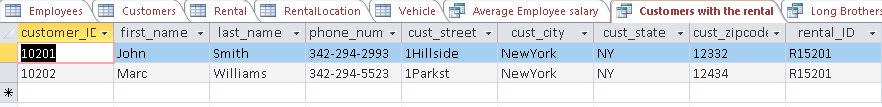 Employees Customers Rental RentalLocation Vehicle Average Employee salary Customers with the rental Long Brothers
customer_ID first_name last_name phone_num cust_street cust_city cust_state cust_zipcode rental_ID
10201 John Smith 342-294-2993 1Hillside NewYork NY 12332 R15201
10202 Marc Williams 342-294-5523 1Parkst NewYork NY 12434 R15201